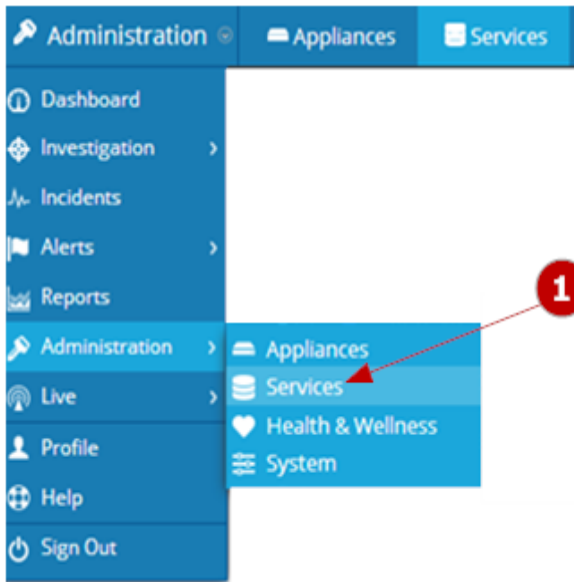 Administration Appliances Services
Dashboard
Investigation
Incidents
Alerts
Reports
1
Administration
Appliances
Services
Live
Health & Wellness
Profile
System
Help
Sign Out